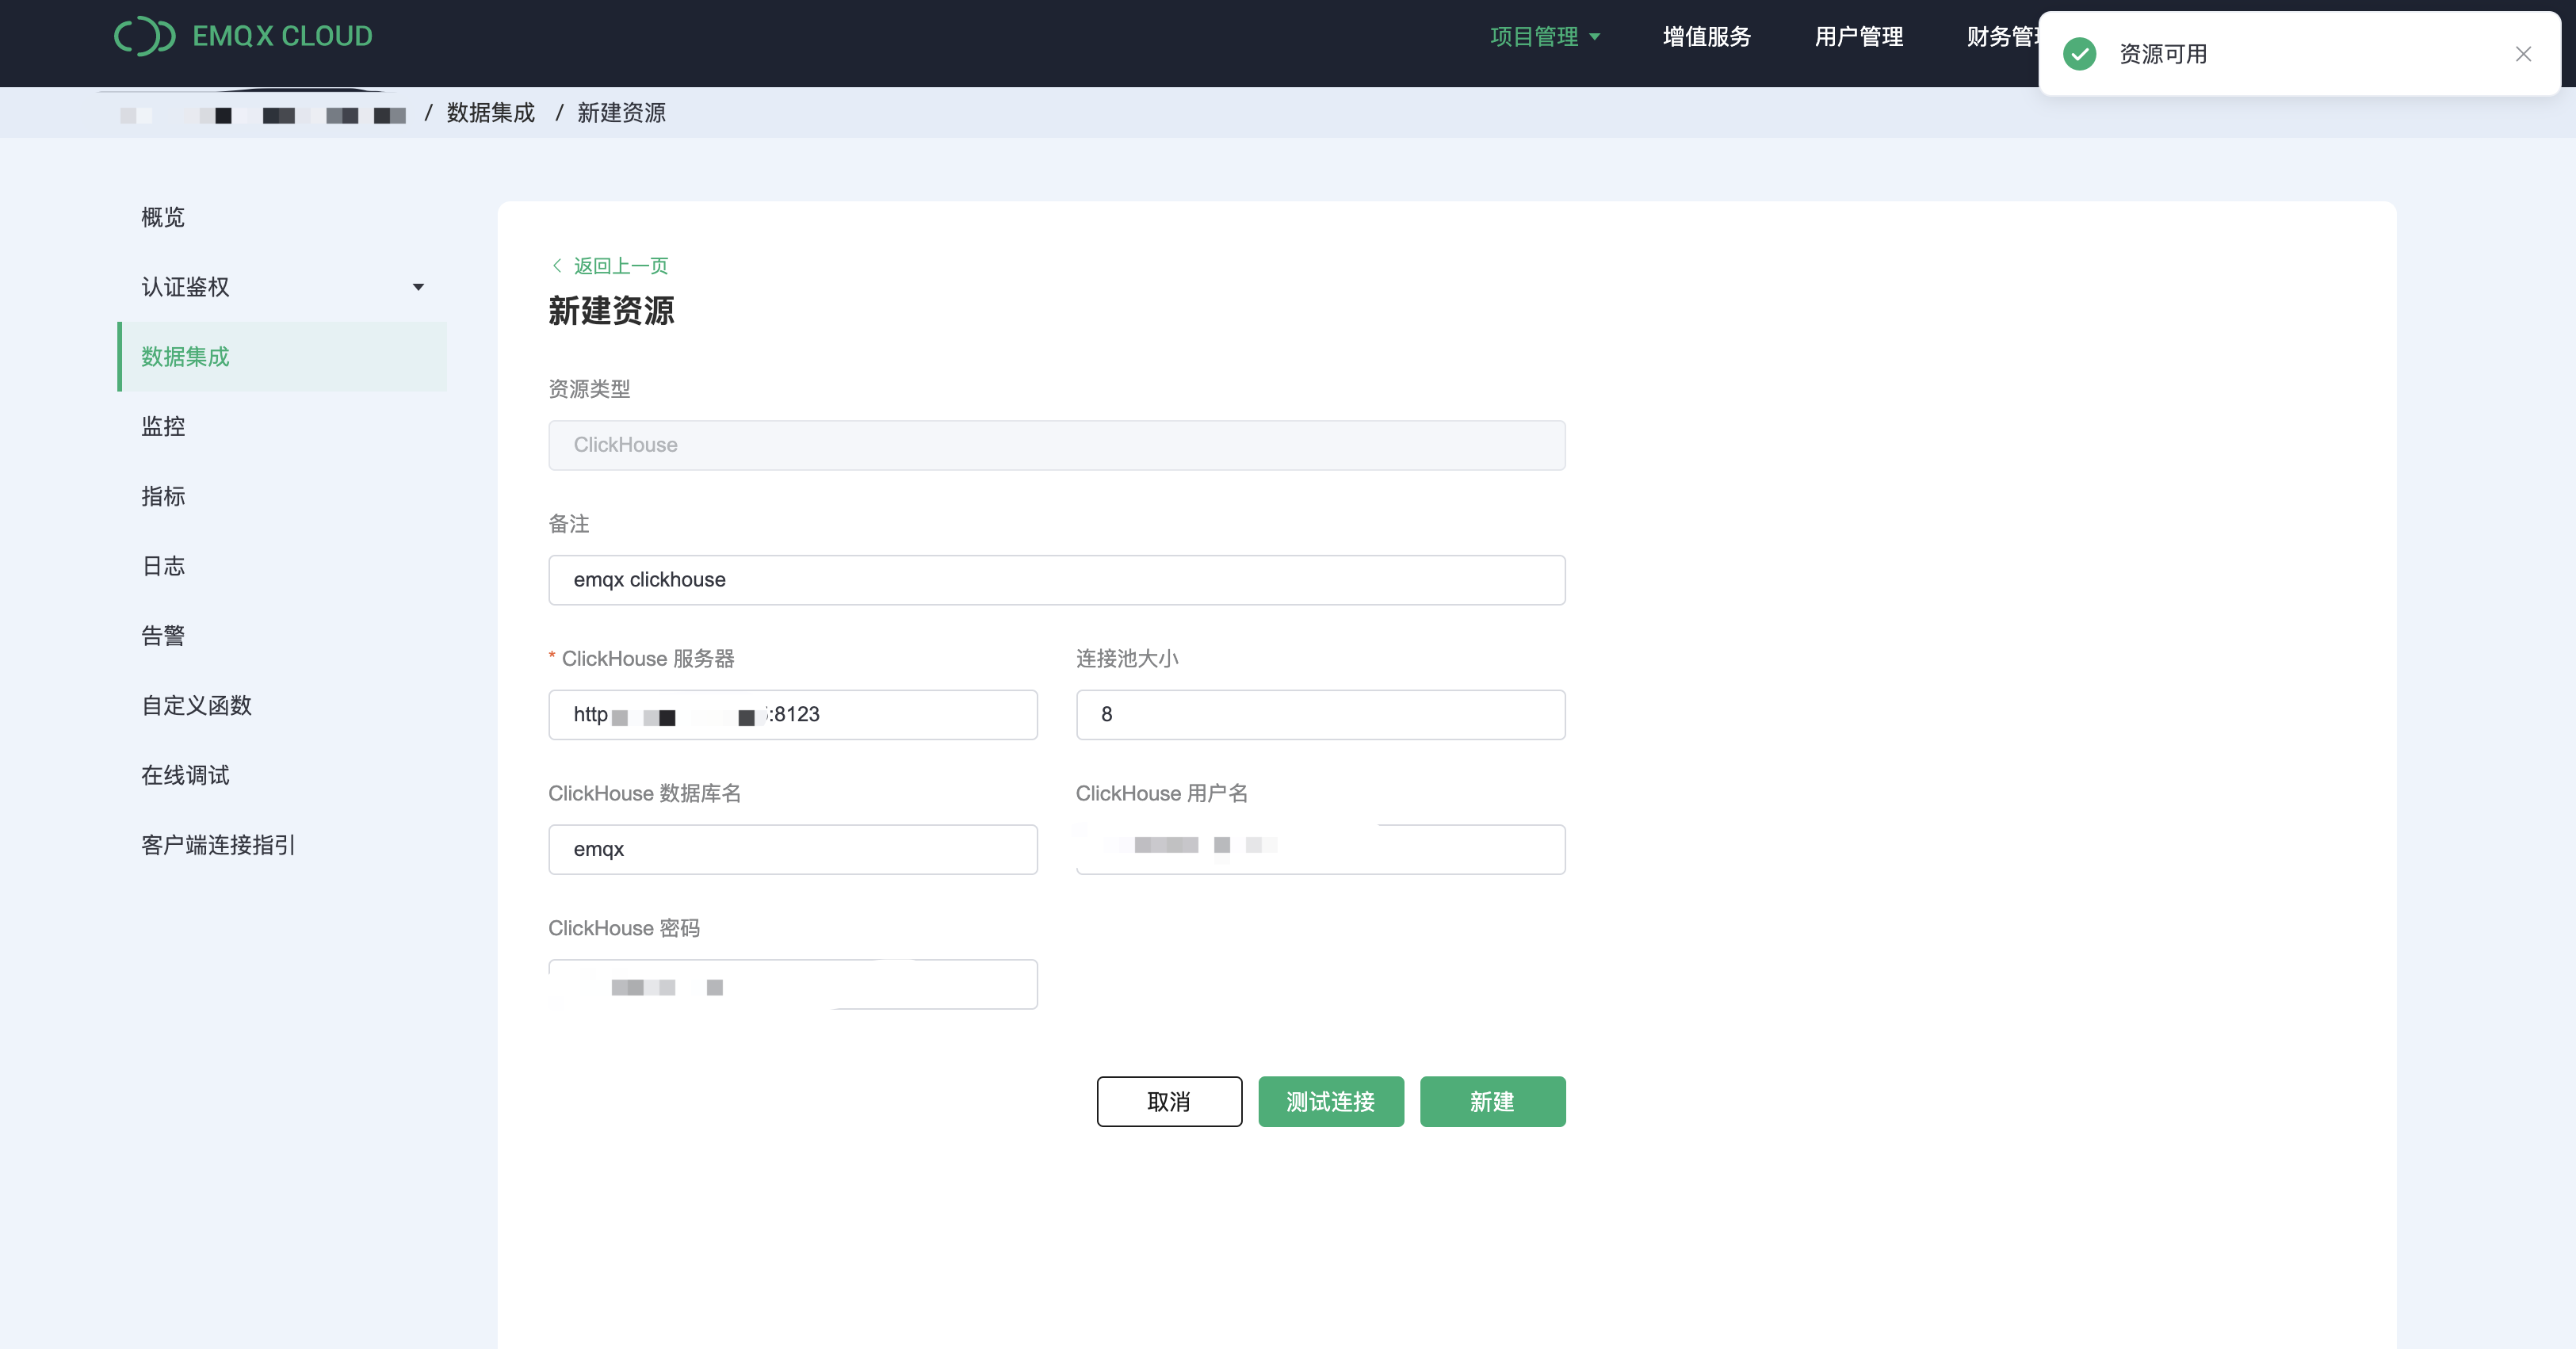 EMQX CLOUD
项目管理
增值服务
用户管理
财务管
资源可用
/ 数据集成 / 新建资源
概览
认证鉴权
数据集成
监控
指标
日志
告警
自定义函数
在线调试
客户端连接指引
返回上一页
新建资源
资源类型
ClickHouse
备注
emqx clickhouse
* ClickHouse 服务器
连接池大小
http :8123
8
ClickHouse 数据库名
ClickHouse 用户名
emqx
ClickHouse 密码
取消
测试连接
新建